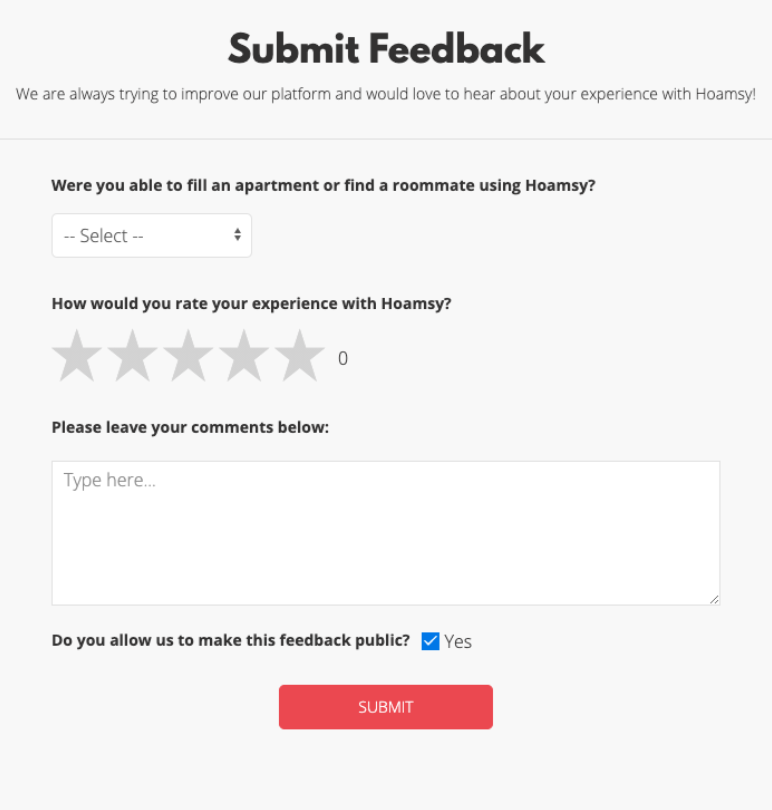 Submit Feedback
We are always trying to improve our platform and would love to hear about your experience with Hoamsy!
Were you able to fill an apartment or find a roommate using Hoamsy?
-- Select --
How would you rate your experience with Hoamsy?
0
Please leave your comments below:
Type here...
Do you allow us to make this feedback public? Yes
SUBMIT